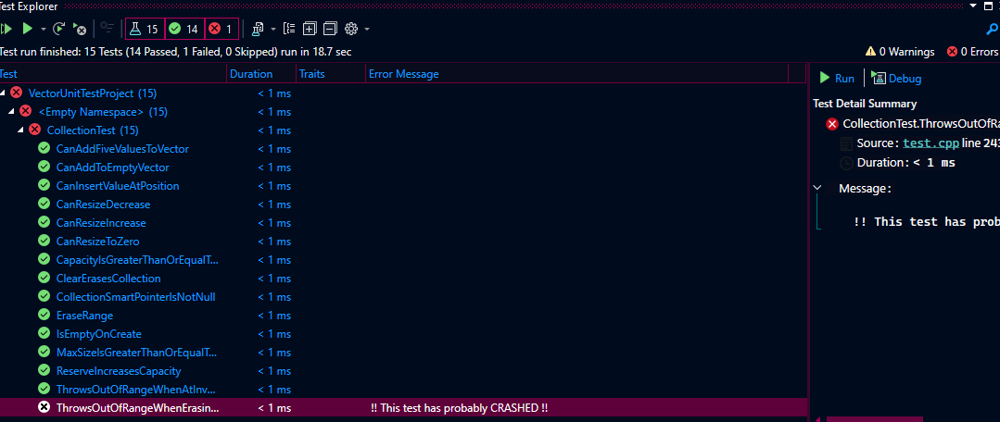 Test Explorer
15 14 1
Test run finished: 15 Tests (14 Passed, 1 Failed, 0 Skipped) run in 18.7 sec 0 Warnings 0 Errors
Test Duration Traits Error Message
VectorUnitTestProject (15) < 1 ms
<Empty Namespace> (15) < 1 ms
CollectionTest (15) < 1 ms
CanAddFiveValuesToVector < 1 ms
CanAddToEmptyVector < 1 ms
CanInsertValueAtPosition < 1 ms
CanResizeDecrease < 1 ms
CanResizeIncrease < 1 ms
CanResizeToZero < 1 ms
CapacityIsGreaterThanOrEqualT... < 1 ms
ClearErasesCollection < 1 ms
CollectionSmartPointerIsNotNull < 1 ms
EraseRange < 1 ms
IsEmptyOnCreate < 1 ms
MaxSizeIsGreaterThanOrEqualT... < 1 ms
ReserveIncreasesCapacity < 1 ms
ThrowsOutOfRangeWhenAtInv... < 1 ms
ThrowsOutOfRangeWhenErasin... < 1 ms !! This test has probably CRASHED !!
Run Debug
Test Detail Summary
CollectionTest.ThrowsOutOfRa
Source: test.cpp line 243
Duration: < 1 ms
Message:
!! This test has prob